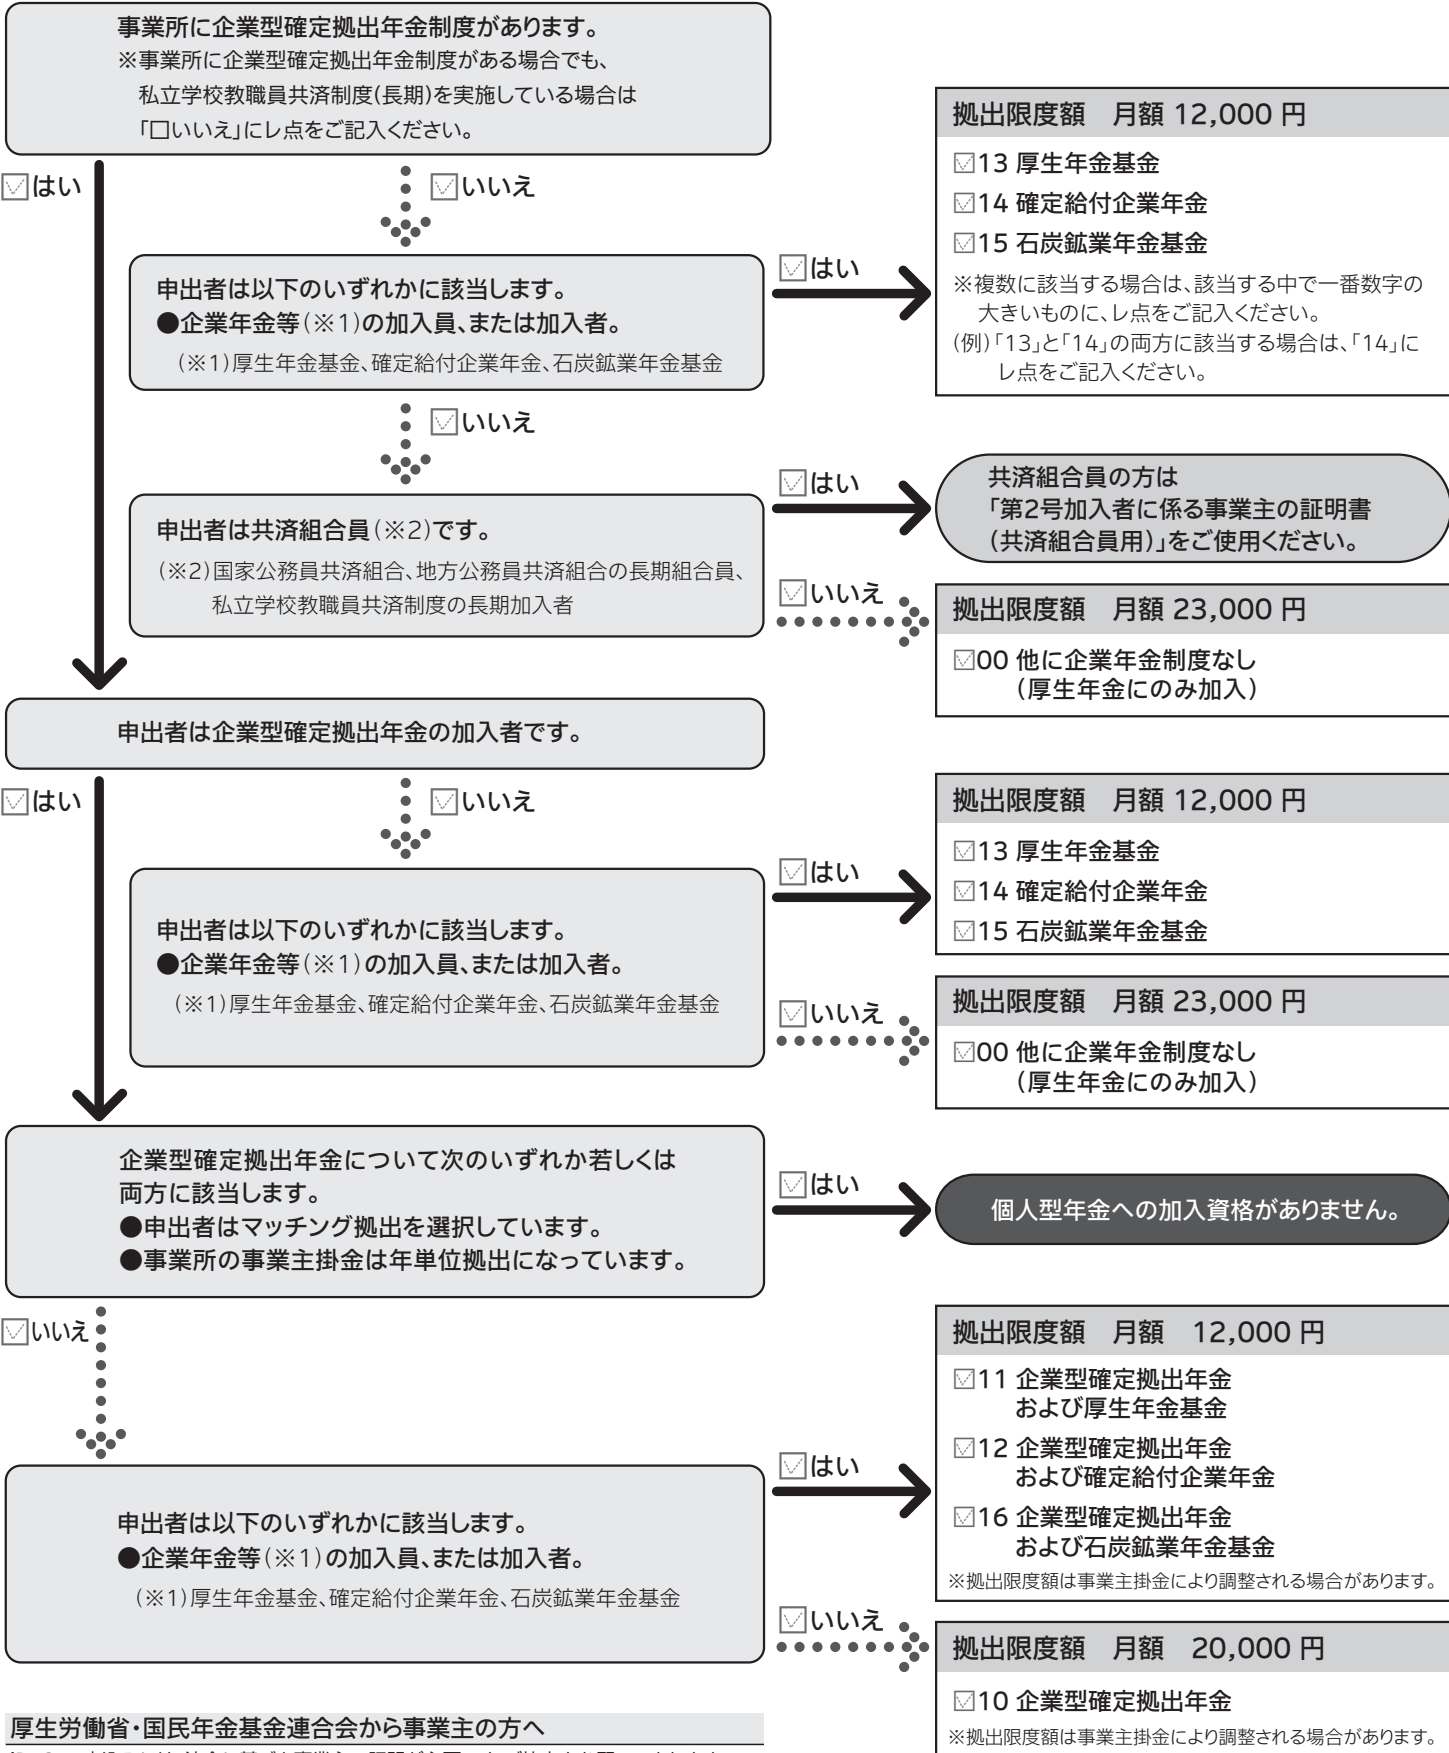 事業所に企業型確定拠出年金制度があります。
※事業所に企業型確定拠出年金制度がある場合でも、
私立学校教職員共済制度(長期)を実施している場合は
「□いいえ」にレ点をご記入ください。
はい
いいえ
申出者は以下のいずれかに該当します。
●企業年金等(※1)の加入員、または加入者。
(※1)厚生年金基金、確定給付企業年金、石炭鉱業年金基金
はい
拠出限度額　月額 12,000 円
13 厚生年金基金
14 確定給付企業年金
15 石炭鉱業年金基金
※複数に該当する場合は、該当する中で一番数字の
大きいものに、レ点をご記入ください。
(例)「13」と「14」の両方に該当する場合は、「14」に
レ点をご記入ください。
いいえ
申出者は共済組合員(※2)です。
(※2)国家公務員共済組合、地方公務員共済組合の長期組合員、
私立学校教職員共済制度の長期加入者
はい
共済組合員の方は
「第2号加入者に係る事業主の証明書
(共済組合員用)」をご使用ください。
いいえ
拠出限度額　月額 23,000 円
00 他に企業年金制度なし
(厚生年金にのみ加入)
申出者は企業型確定拠出年金の加入者です。
はい
いいえ
申出者は以下のいずれかに該当します。
●企業年金等(※1)の加入員、または加入者。
(※1)厚生年金基金、確定給付企業年金、石炭鉱業年金基金
はい
拠出限度額　月額 12,000 円
13 厚生年金基金
14 確定給付企業年金
15 石炭鉱業年金基金
いいえ
拠出限度額　月額 23,000 円
00 他に企業年金制度なし
(厚生年金にのみ加入)
企業型確定拠出年金について次のいずれか若しくは
両方に該当します。
●申出者はマッチング拠出を選択しています。
●事業所の事業主掛金は年単位拠出になっています。
はい
個人型年金への加入資格がありません。
いいえ
申出者は以下のいずれかに該当します。
●企業年金等(※1)の加入員、または加入者。
(※1)厚生年金基金、確定給付企業年金、石炭鉱業年金基金
はい
拠出限度額　月額　12,000 円
11 企業型確定拠出年金
および厚生年金基金
12 企業型確定拠出年金
および確定給付企業年金
16 企業型確定拠出年金
および石炭鉱業年金基金
※拠出限度額は事業主掛金により調整される場合があります。
いいえ
拠出限度額　月額　20,000 円
10 企業型確定拠出年金
※拠出限度額は事業主掛金により調整される場合があります。
厚生労働省・国民年金基金連合会から事業主の方へ